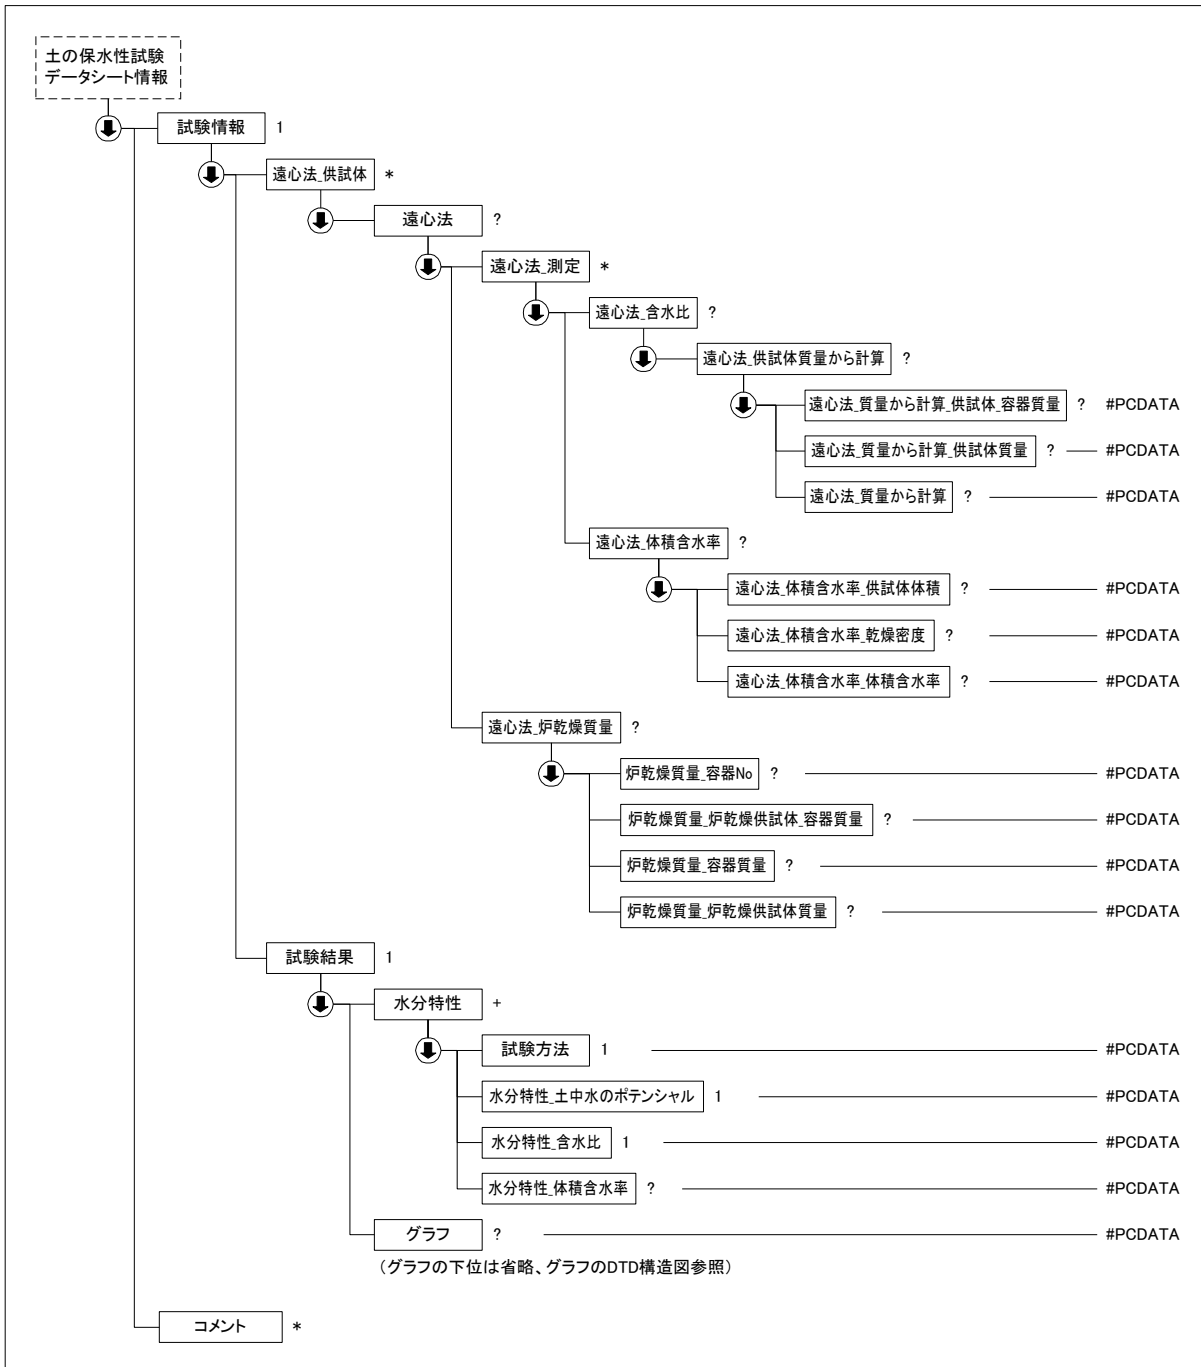 土の保水性試験
データシート情報
試験情報 1
遠心法_供試体 *
遠心法 ?
遠心法_測定 *
遠心法_含水比 ?
遠心法_供試体質量から計算 ?
遠心法_質量から計算_供試体_容器質量 ? #PCDATA
遠心法_質量から計算_供試体質量 ? #PCDATA
遠心法_質量から計算 ? #PCDATA
遠心法_体積含水率 ?
遠心法_体積含水率_供試体体積 ? #PCDATA
遠心法_体積含水率_乾燥密度 ? #PCDATA
遠心法_体積含水率_体積含水率 ? #PCDATA
遠心法_炉乾燥質量 ?
炉乾燥質量_容器No ? #PCDATA
炉乾燥質量_炉乾燥供試体_容器質量 ? #PCDATA
炉乾燥質量_容器質量 ? #PCDATA
炉乾燥質量_炉乾燥供試体質量 ? #PCDATA
試験結果 1
水分特性 +
試験方法 1 #PCDATA
水分特性_土中水のポテンシャル 1 #PCDATA
水分特性_含水比 1 #PCDATA
水分特性_体積含水率 ? #PCDATA
グラフ ? #PCDATA
（グラフの下位は省略、グラフのDTD構造図参照）
コメント *